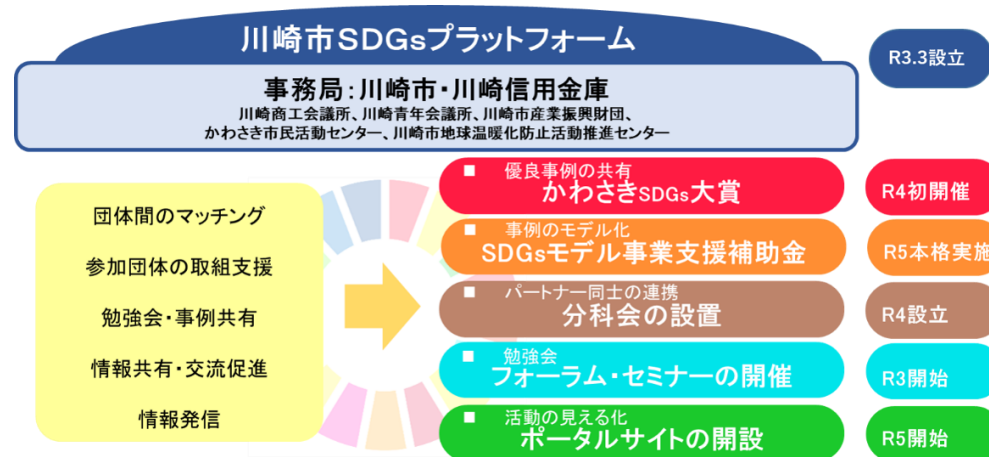 川崎市SDGsプラットフォーム
R3.3設立
事務局：川崎市・川崎信用金庫
川崎商工会議所、川崎青年会議所、川崎市産業振興財団、
かわさき市民活動センター、川崎市地球温暖化防止活動推進センター
団体間のマッチング
参加団体の取組支援
勉強会・事例共有
情報共有・交流促進
情報発信
■ 優良事例の共有
かわさきSDGs大賞
R4初開催
■ 事例のモデル化
SDGsモデル事業支援補助金
R5本格実施
■ パートナー同士の連携
分科会の設置
R4設立
■ 勉強会
フォーラム・セミナーの開催
R3開始
■ 活動の見える化
ポータルサイトの開設
R5開始